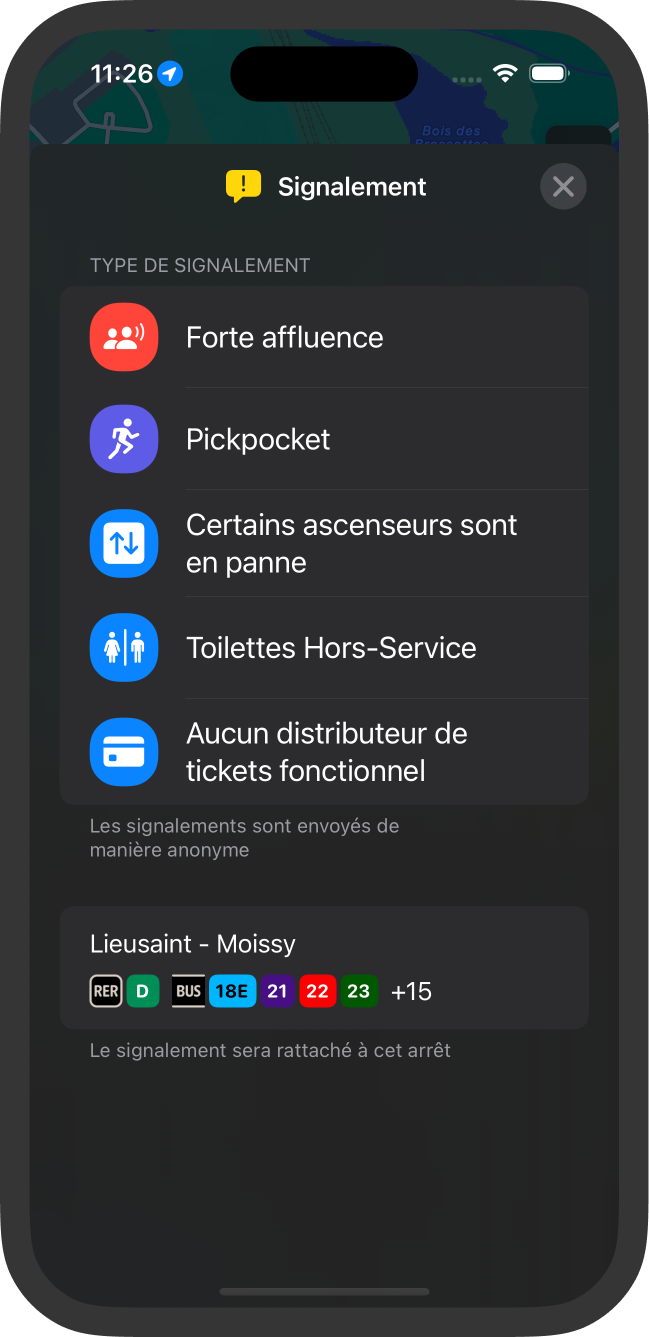 11:26
Bois des
Brossettes
Signalement
TYPE DE SIGNALEMENT
Forte affluence
Pickpocket
Certains ascenseurs sont
en panne
Toilettes Hors-Service
Aucun distributeur de
tickets fonctionnel
Les signalements sont envoyés de
manière anonyme
Lieusaint - Moissy
RER D BUS 18E 21 22 23 +15
Le signalement sera rattaché à cet arrêt